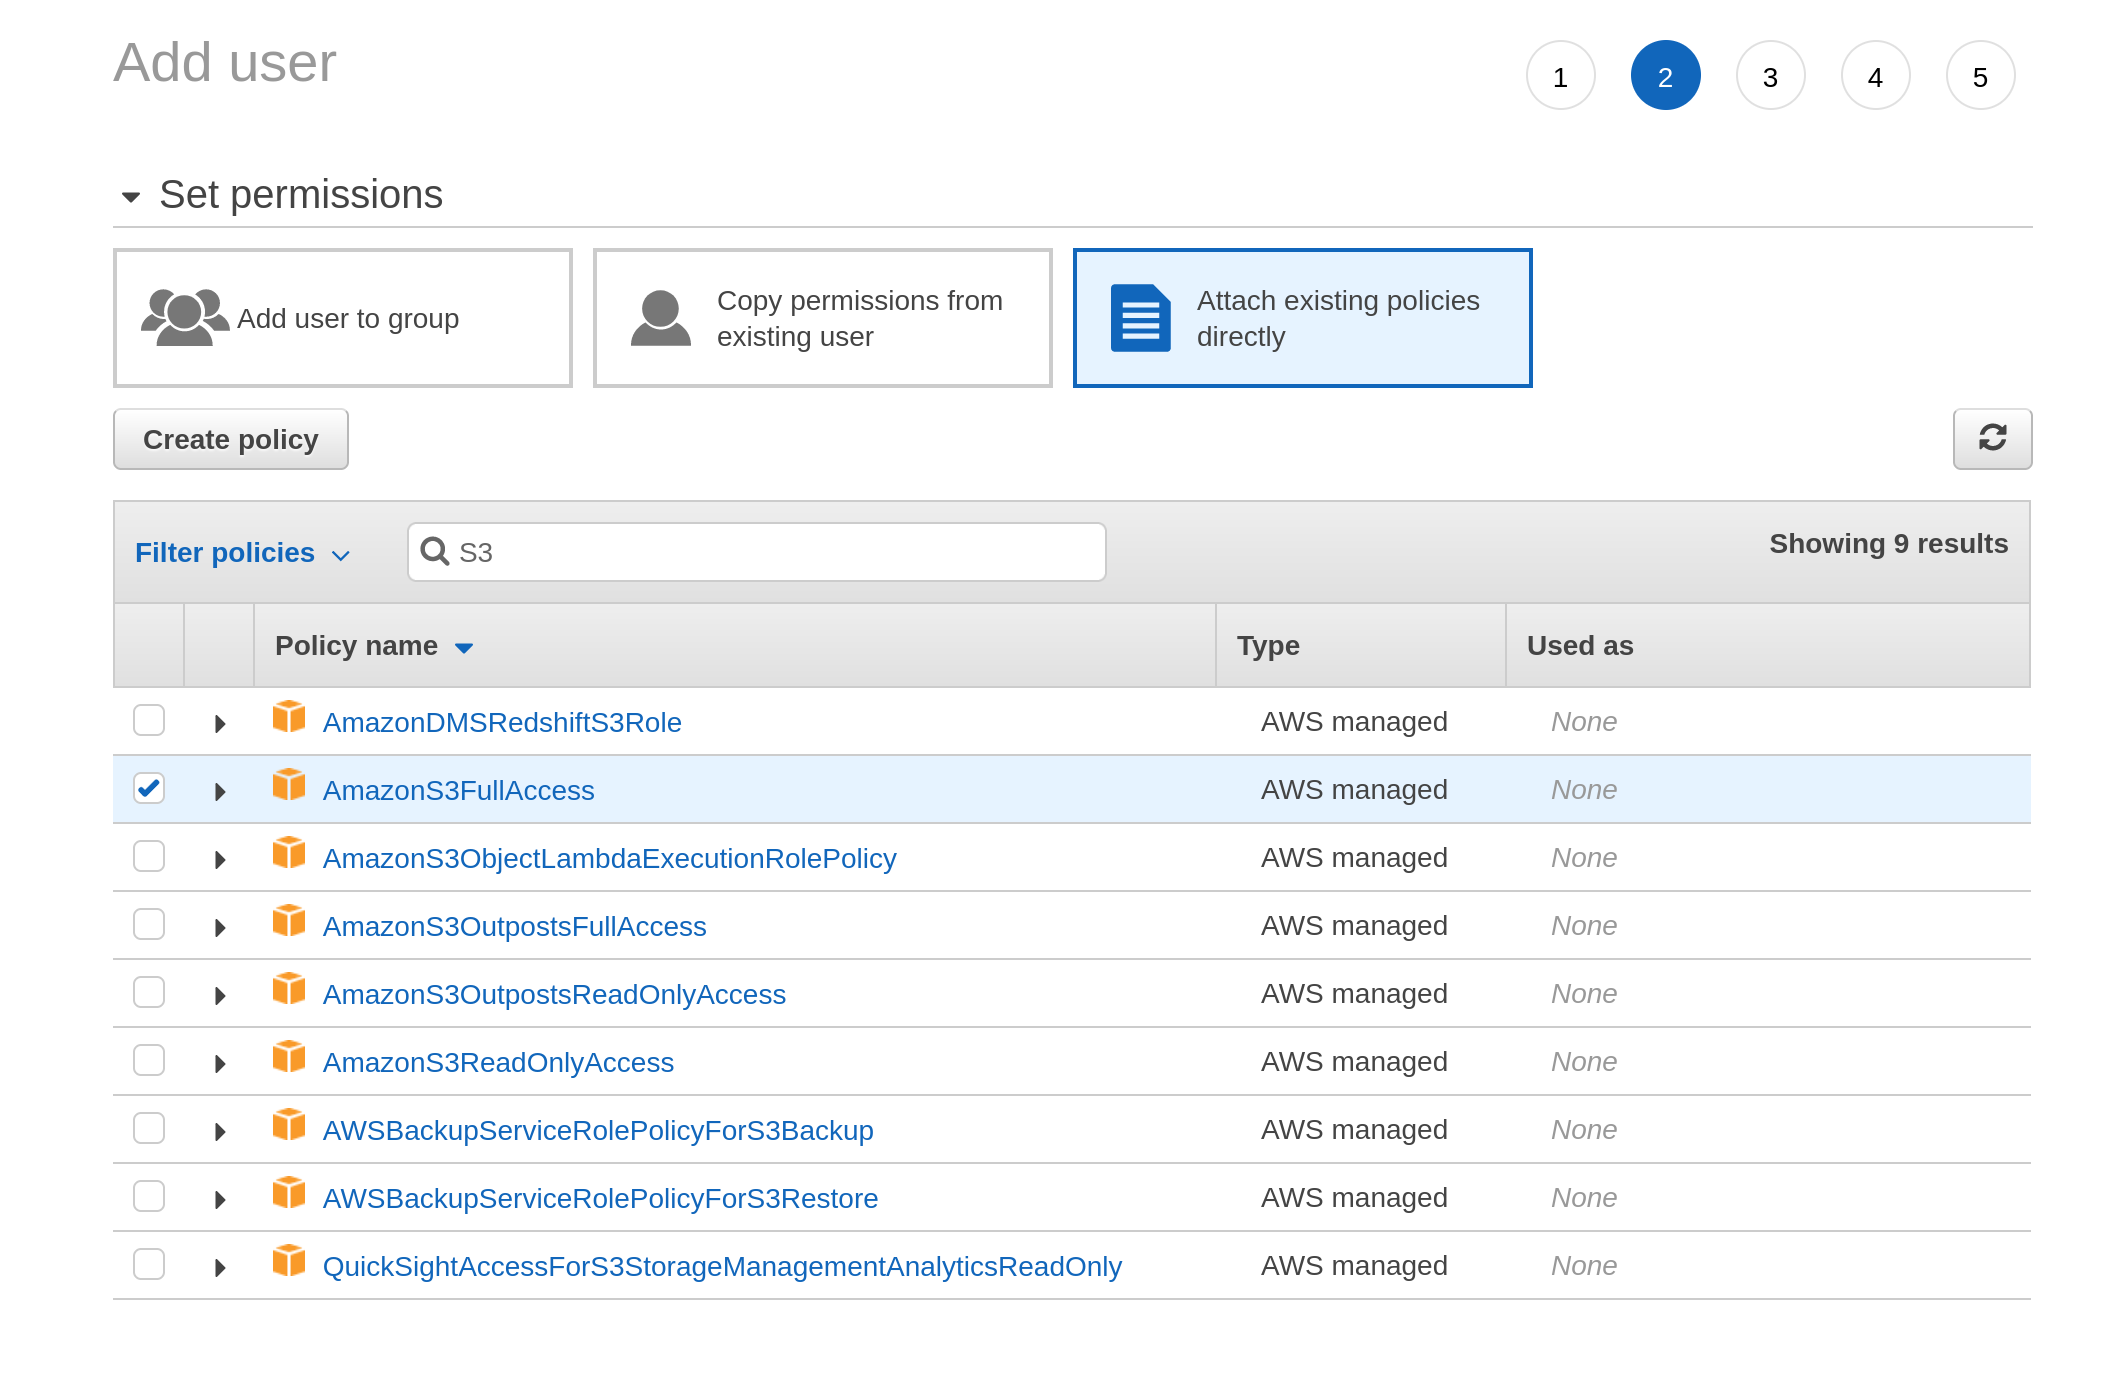 Add user
1 2 3 4 5
Set permissions
Add user to group
Copy permissions from
existing user
Attach existing policies
directly
Create policy
Filter policies S3 Showing 9 results
Policy name Type Used as
AmazonDMSRedshiftS3Role AWS managed None
AmazonS3FullAccess AWS managed None
AmazonS3ObjectLambdaExecutionRolePolicy AWS managed None
AmazonS3OutpostsFullAccess AWS managed None
AmazonS3OutpostsReadOnlyAccess AWS managed None
AmazonS3ReadOnlyAccess AWS managed None
AWSBackupServiceRolePolicyForS3Backup AWS managed None
AWSBackupServiceRolePolicyForS3Restore AWS managed None
QuickSightAccessForS3StorageManagementAnalyticsReadOnly AWS managed None